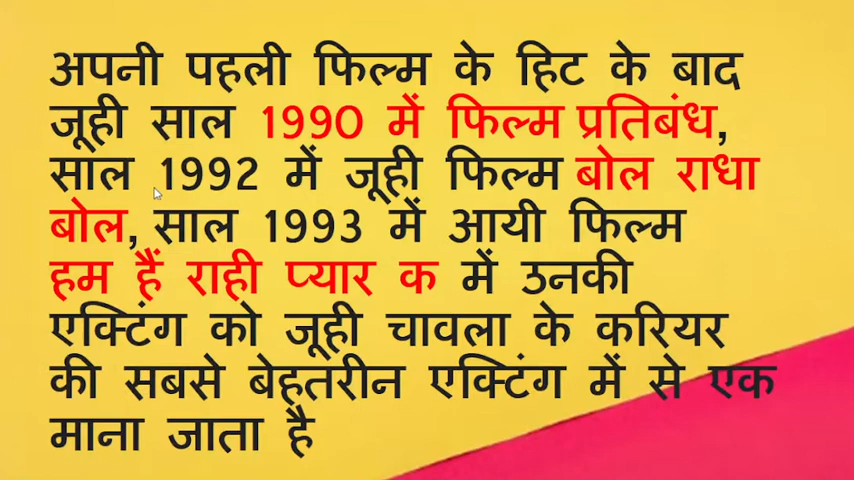 अपनी पहली फिल्म के हिट के बाद
जूही साल 1990 में फिल्म प्रतिबंध,
साल 1992 में जूही फिल्म बोल राधा
बोल, साल 1993 में आयी फिल्म
हम हैं राही प्यार क में उनकी
एक्टिंग को जूही चावला के करियर
की सबसे बेहतरीन एक्टिंग में से एक
माना जाता है